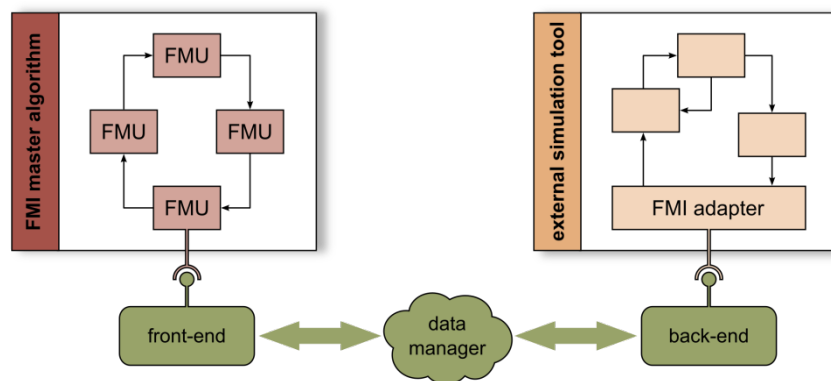 FMI master algorithm
FMU
FMU
FMU
FMU
external simulation tool
FMI adapter
front-end
data
manager
back-end